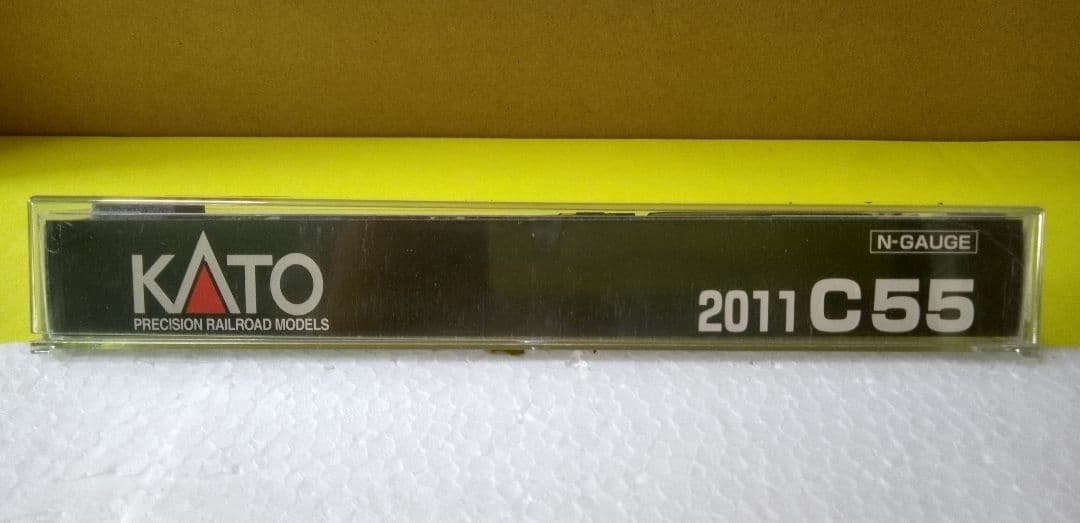 KATO
PRECISION RAILROAD MODELS
N-GAUGE
2011 C55